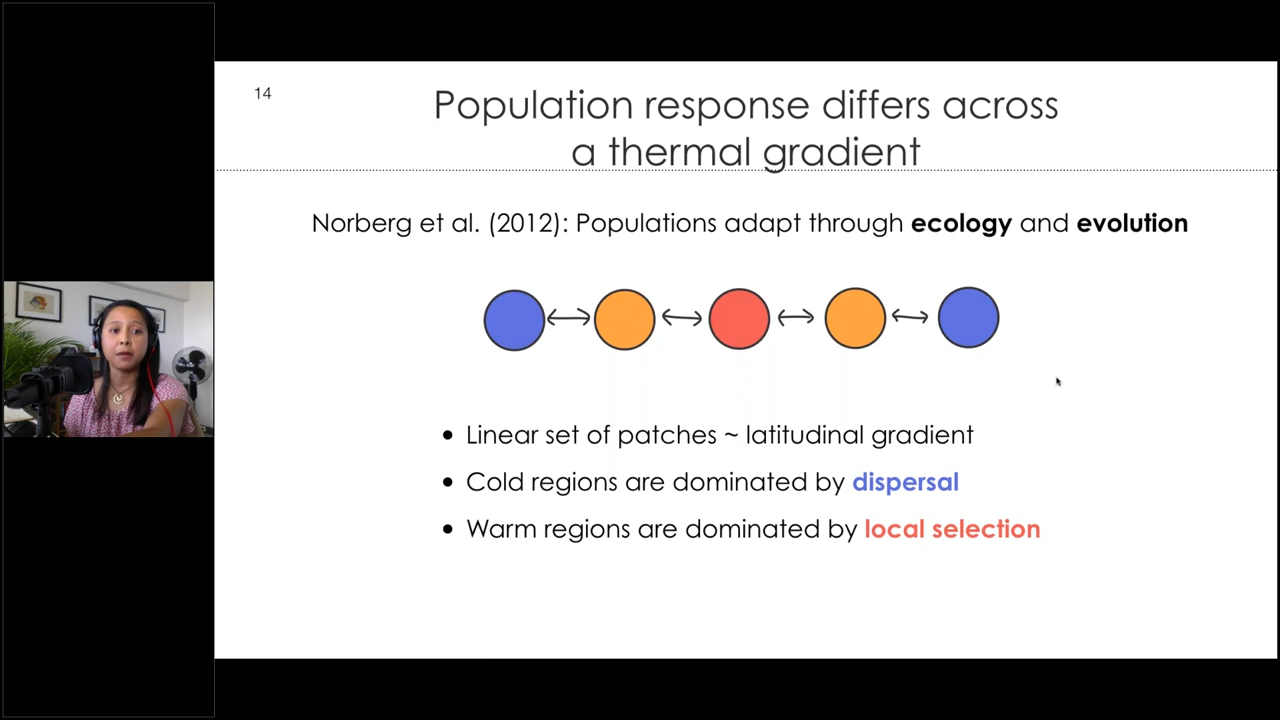 14
Population response differs across
a thermal gradient
Norberg et al. (2012): Populations adapt through ecology and evolution
• Linear set of patches ~ latitudinal gradient
• Cold regions are dominated by dispersal
• Warm regions are dominated by local selection